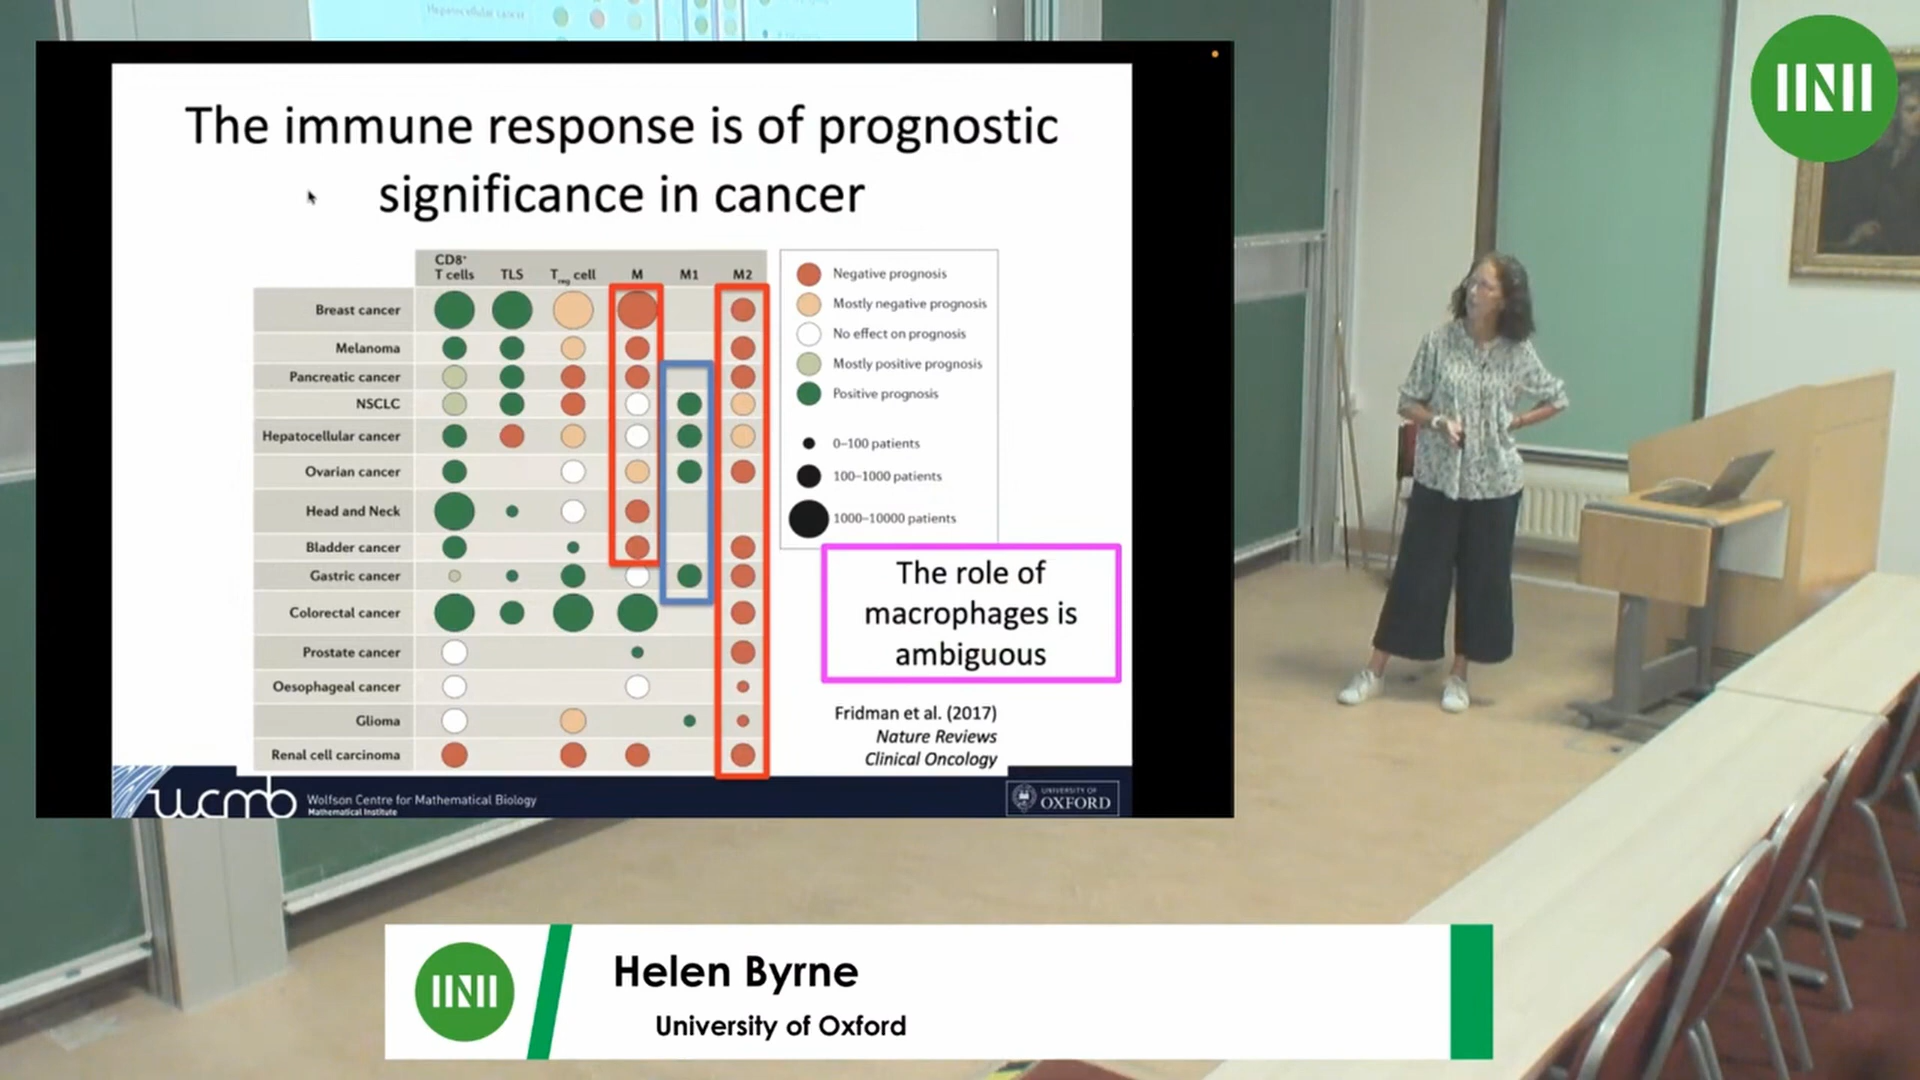 Hepatocellular cancer
The immune response is of prognostic
significance in cancer
CD8+
T cells TLS Treg cell M M1 M2
Breast cancer
Melanoma
Pancreatic cancer
NSCLC
Hepatocellular cancer
Ovarian cancer
Head and Neck
Bladder cancer
Gastric cancer
Colorectal cancer
Prostate cancer
Oesophageal cancer
Glioma
Renal cell carcinoma
Negative prognosis
Mostly negative prognosis
No effect on prognosis
Mostly positive prognosis
Positive prognosis
0–100 patients
100–1000 patients
1000–10000 patients
The role of
macrophages is
ambiguous
Fridman et al. (2017)
Nature Reviews
Clinical Oncology
wcmb
Wolfson Centre for Mathematical Biology
Mathematical Institute
UNIVERSITY OF
OXFORD
Helen Byrne
University of Oxford